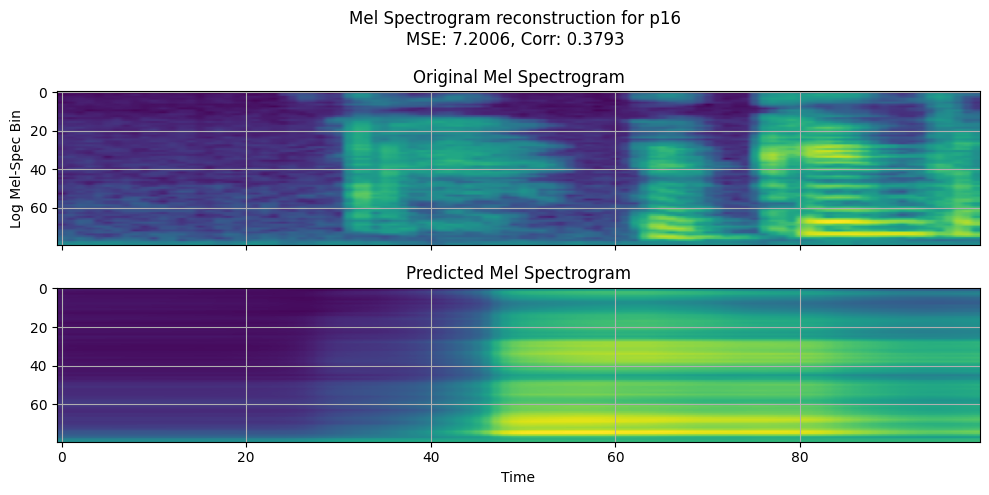 Mel Spectrogram reconstruction for p16
MSE: 7.2006, Corr: 0.3793
Original Mel Spectrogram
0
20
40
60
Log Mel-Spec Bin
Predicted Mel Spectrogram
0
20
40
60
0 20 40 60 80
Time